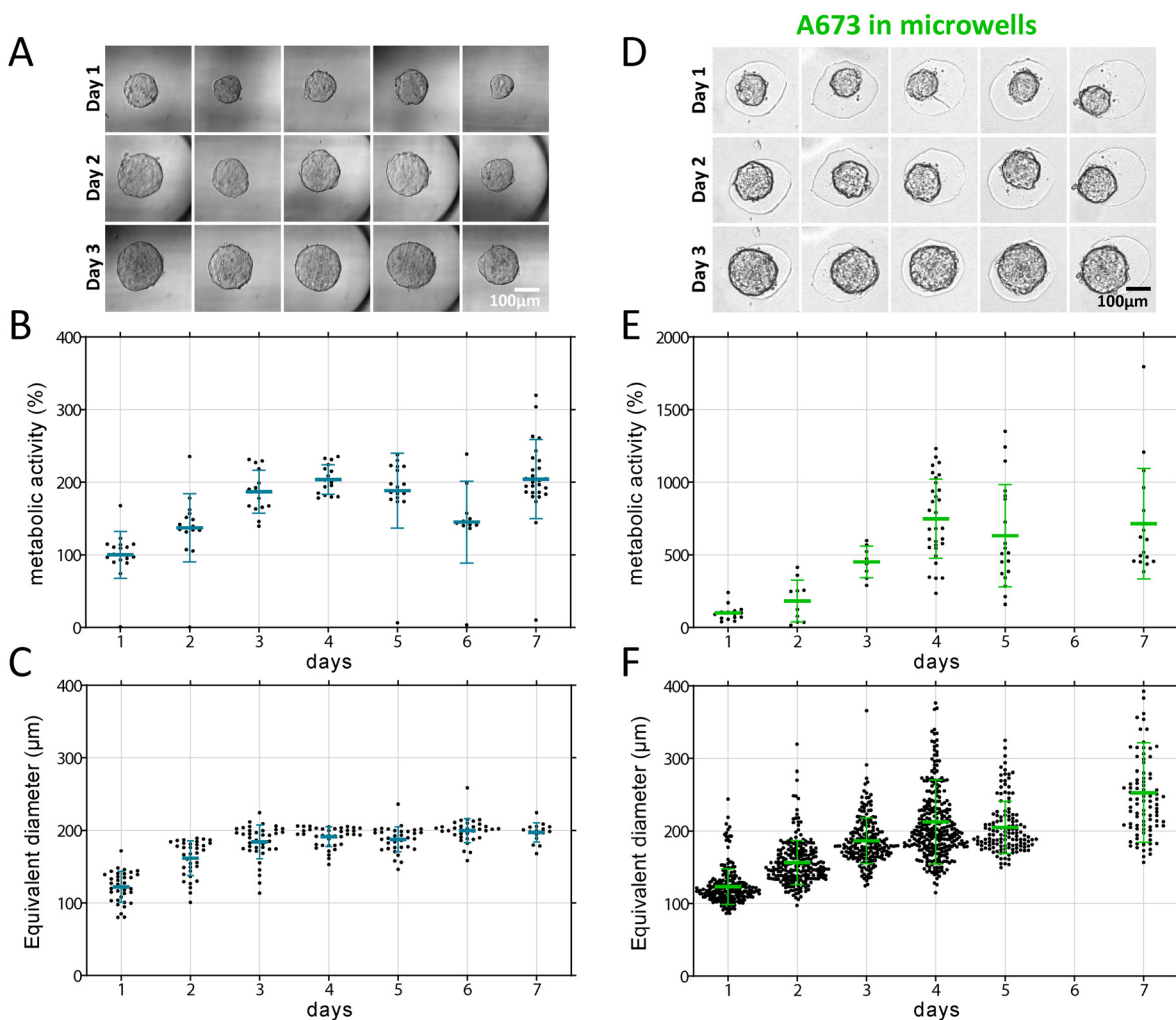 A673 in microwells
A
Day 1
Day 2
Day 3
100µm
D
Day 1
Day 2
Day 3
100µm
B
metabolic activity (%)
400
300
200
100
0
1 2 3 4 5 6 7
days
E
metabolic activity (%)
2000
1500
1000
500
0
1 2 3 4 5 6 7
days
C
Equivalent diameter (µm)
400
300
200
100
0
1 2 3 4 5 6 7
days
F
Equivalent diameter (µm)
400
300
200
100
0
1 2 3 4 5 6 7
days